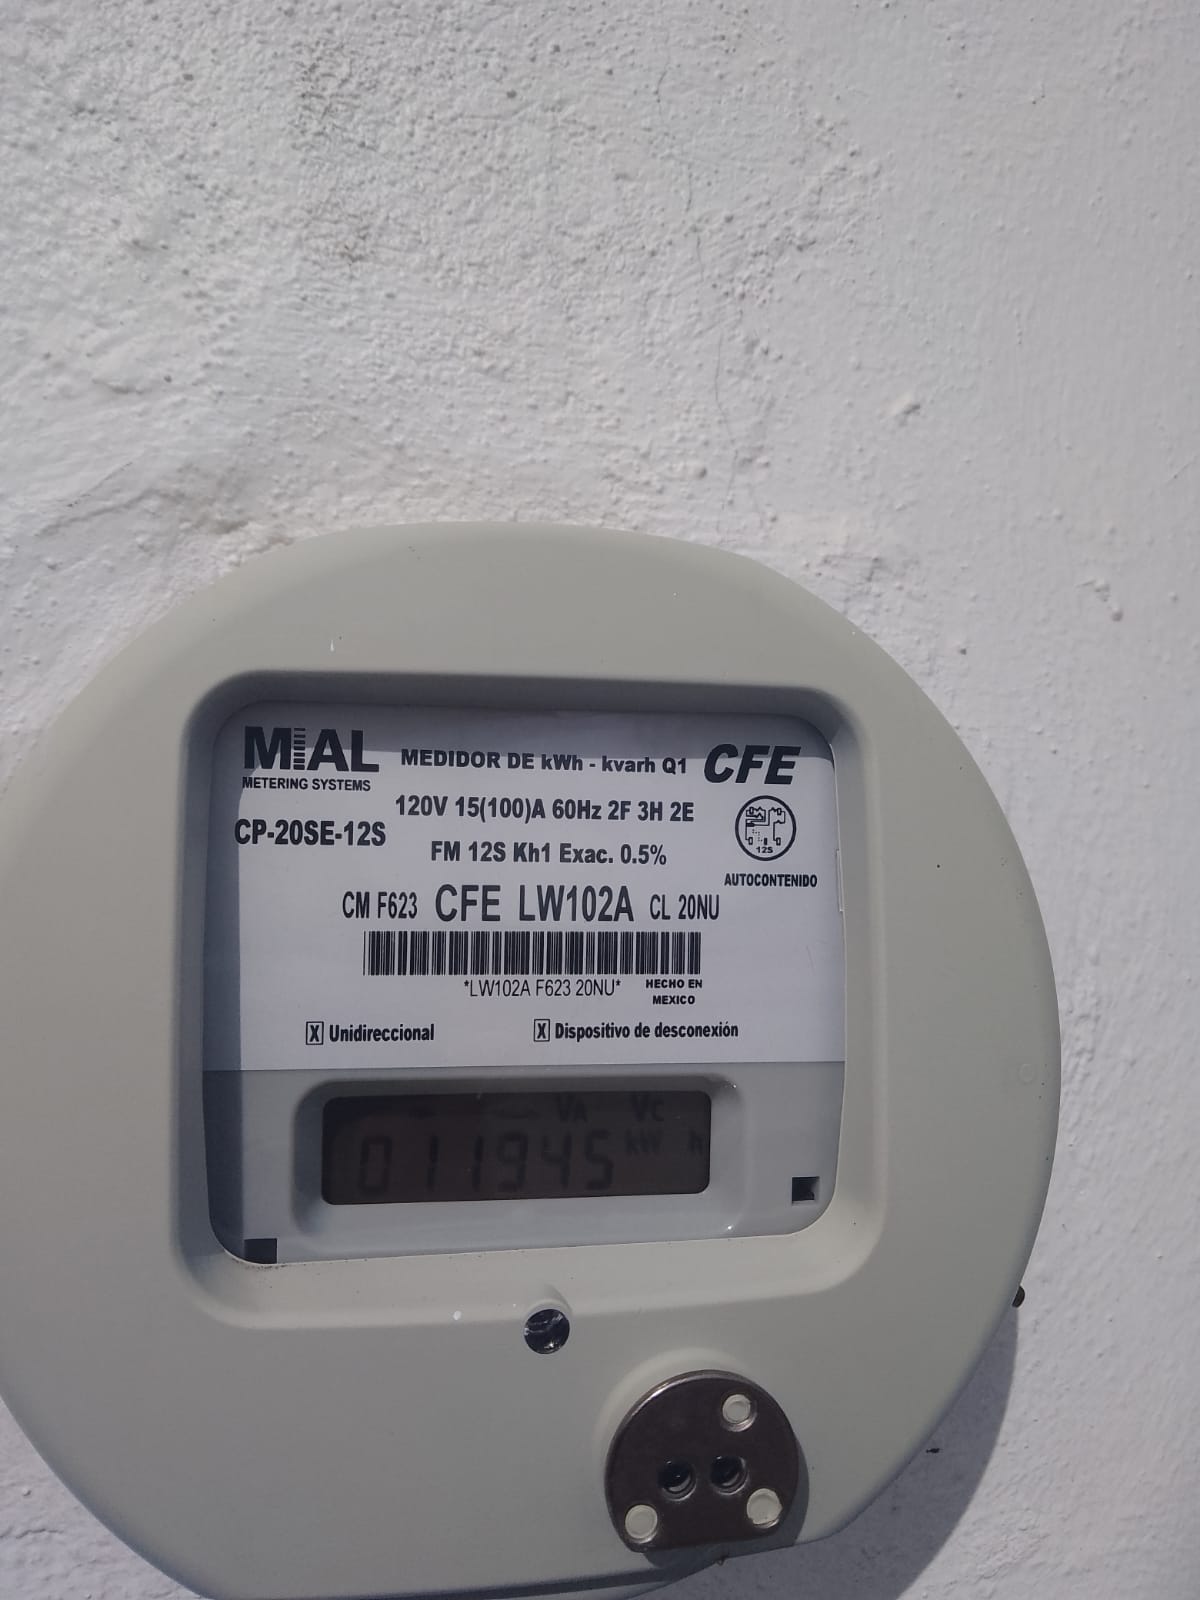 MIAL
METERING SYSTEMS
MEDIDOR DE kWh - kvarh Q1
CFE
120V 15(100)A 60Hz 2F 3H 2E
CP-20SE-12S
FM 12S Kh1 Exac. 0.5%
12S
AUTOCONTENIDO
CM F623 CFE LW102A CL 20NU
*LW102A F623 20NU*
HECHO EN
MEXICO
X Unidireccional
X Dispositivo de desconexión
VA VC
011945 kW h